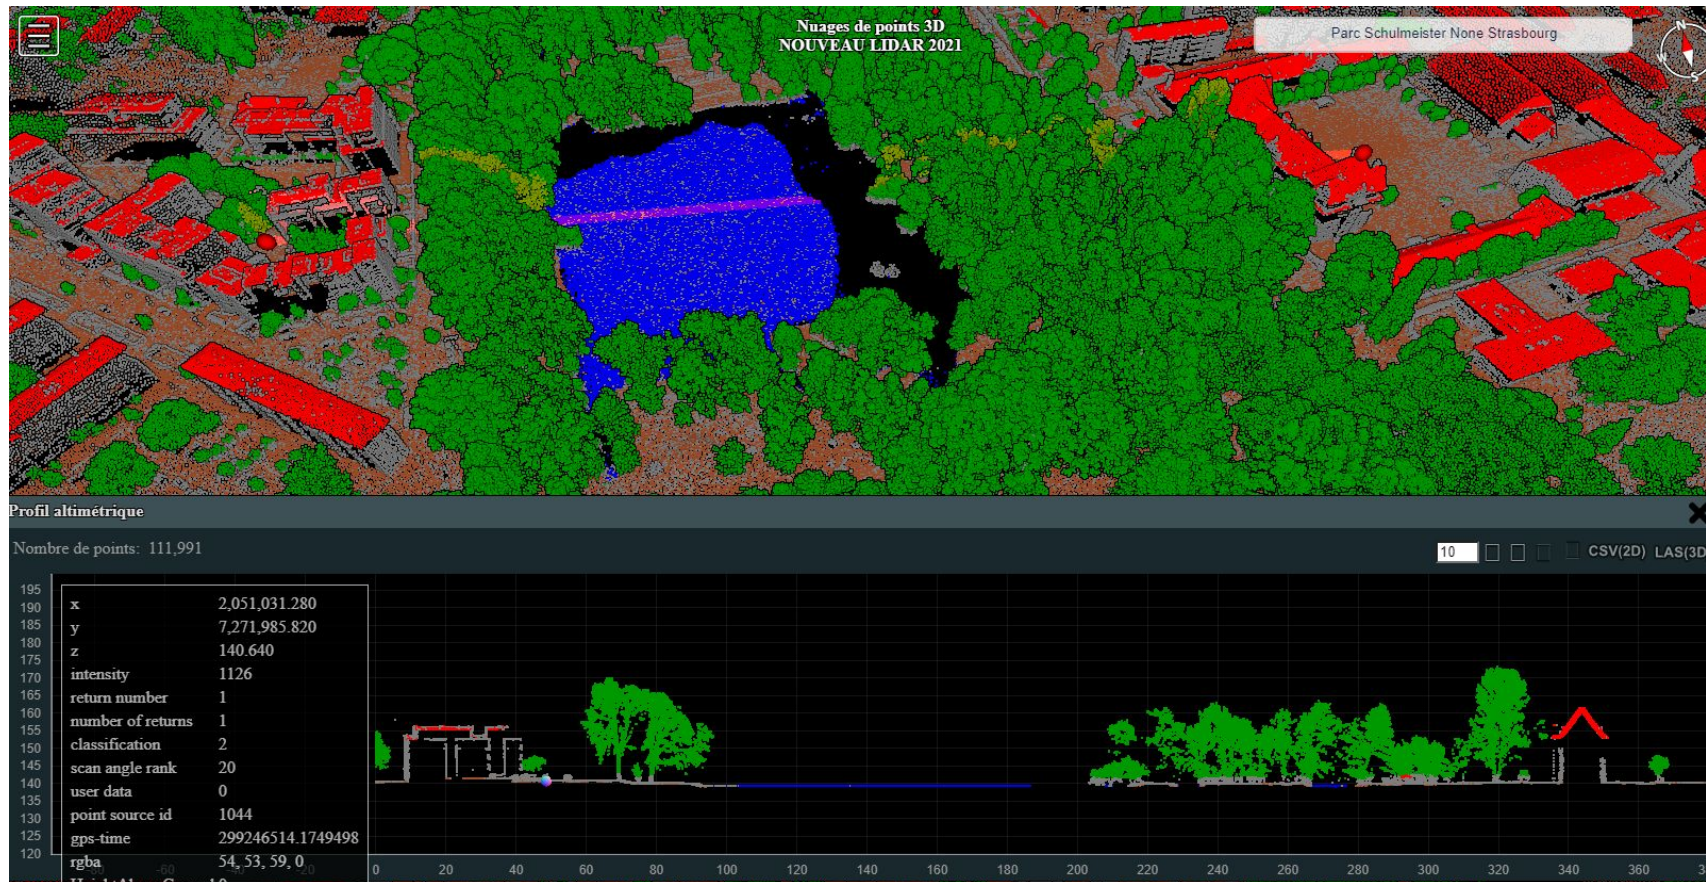 Nuages de points 3D
NOUVEAU LIDAR 2021
Parc Schulmeister None Strasbourg
N
W
S
Profil altimétrique
Nombre de points: 111,991
10
CSV(2D) LAS(3D
195
190
185
180
175
170
165
160
155
150
145
140
135
130
125
120
x 2,051,031.280
y 7,271,985.820
z 140.640
intensity 1126
return number 1
number of returns 1
classification 2
scan angle rank 20
user data 0
point source id 1044
gps-time 299246514.1749498
rgba 54, 53, 59, 0
-80 -60 -40 -20 0 20 40 60 80 100 120 140 160 180 200 220 240 260 280 300 320 340 360